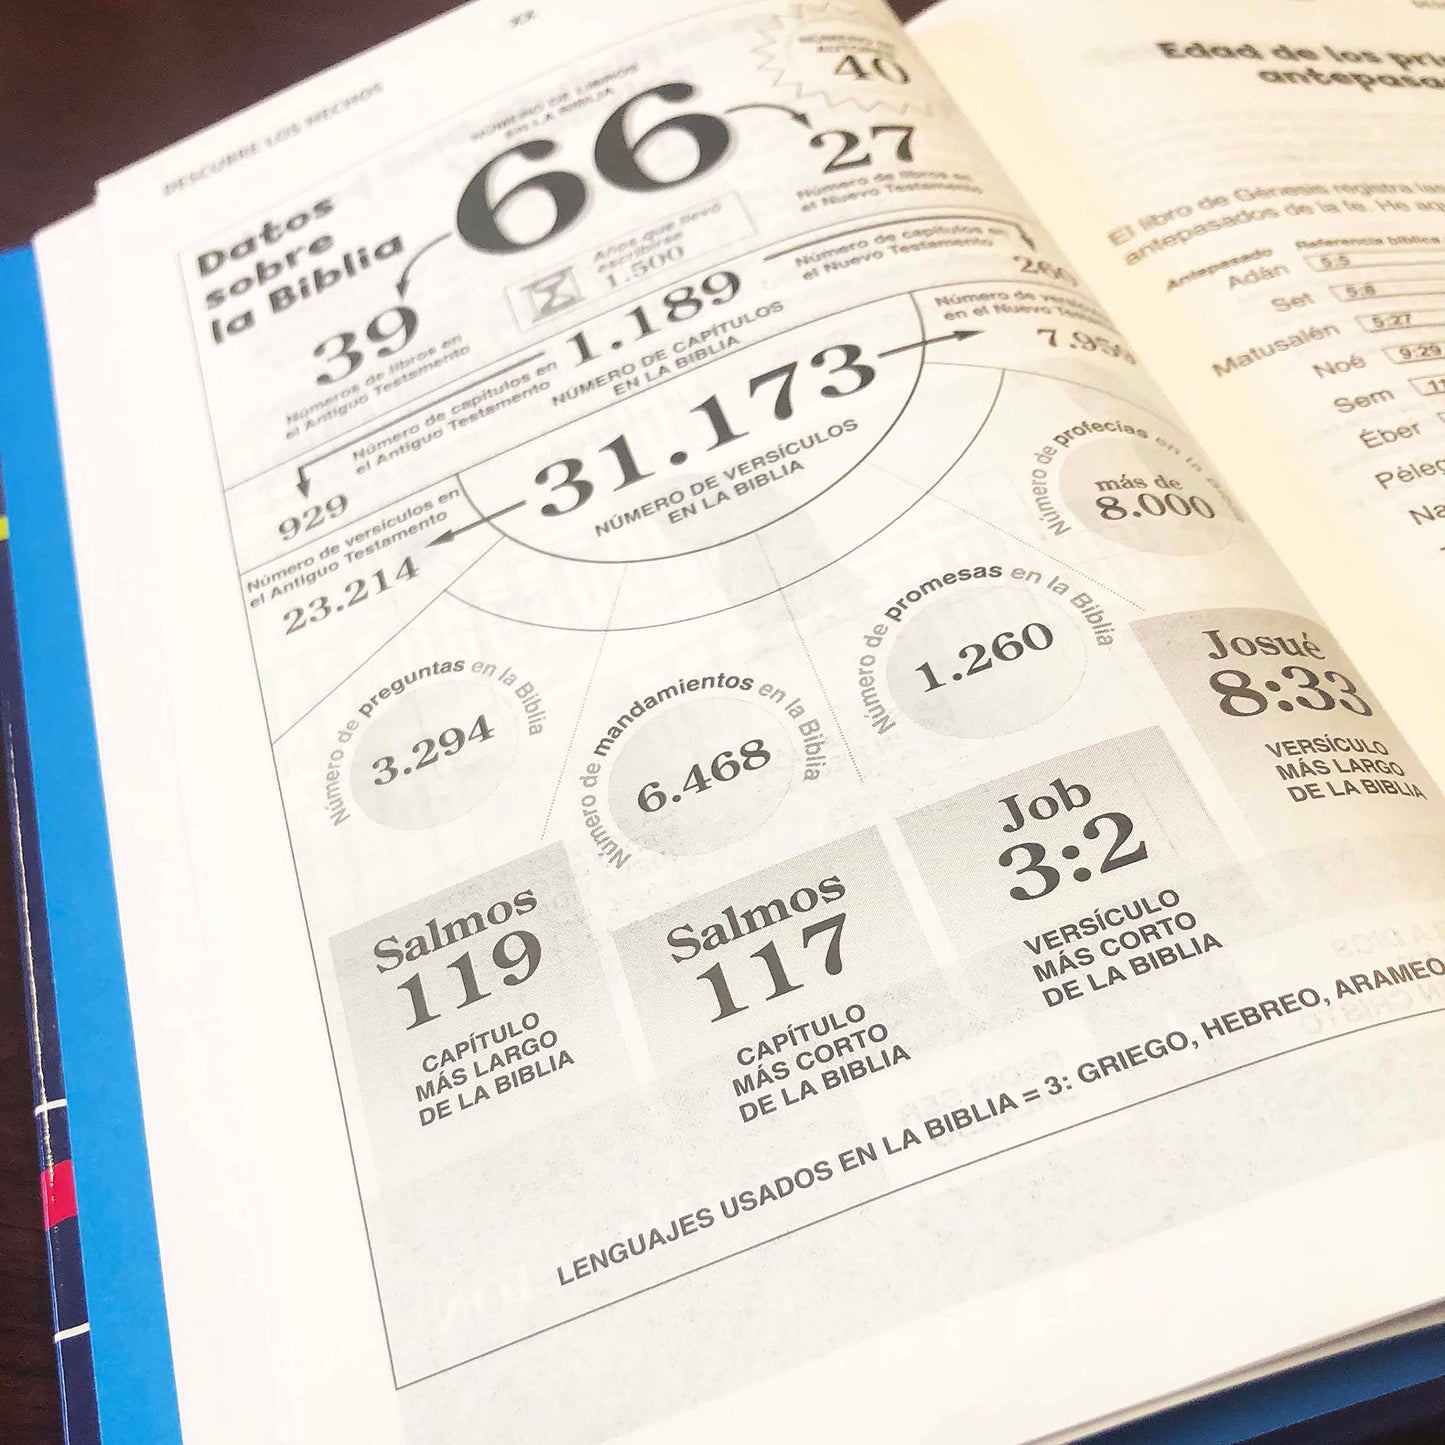 XX
DESCUBRE LOS HECHOS
Datos
sobre
la Biblia
NÚMERO DE LIBROS
EN LA BIBLIA
66
NÚMERO DE
AUTORES
40
39
Números de libros en
el Antiguo Testamento
27
Número de libros en
el Nuevo Testamento
Años que llevó
escribirse
1.500
1.189
NÚMERO DE CAPÍTULOS
EN LA BIBLIA
Número de capítulos en
el Antiguo Testamento
929
Número de capítulos en
el Nuevo Testamento
260
31.173
NÚMERO DE VERSÍCULOS
EN LA BIBLIA
Número de versículos en
el Antiguo Testamento
23.214
Número de
en el Nuevo Testamento
Número de preguntas en la Biblia
3.294
Número de mandamientos en la Biblia
6.468
Número de promesas en la Biblia
1.260
Número de profecías en la
más de
8.000
Salmos
119
CAPÍTULO
MÁS LARGO
DE LA BIBLIA
Salmos
117
CAPÍTULO
MÁS CORTO
DE LA BIBLIA
Job
3:2
VERSÍCULO
MÁS CORTO
DE LA BIBLIA
Josué
8:33
VERSÍCULO
MÁS LARGO
DE LA BIBLIA
LENGUAJES USADOS EN LA BIBLIA = 3: GRIEGO, HEBREO, ARAMEO
Edad de los
El libro de Génesis registra
antepasados de la fe. He
Antepasado Referencia bíblica
Adán 5:5
Set 5:8
Matusalén 5:27
Noé 9:29
Sem
Éber